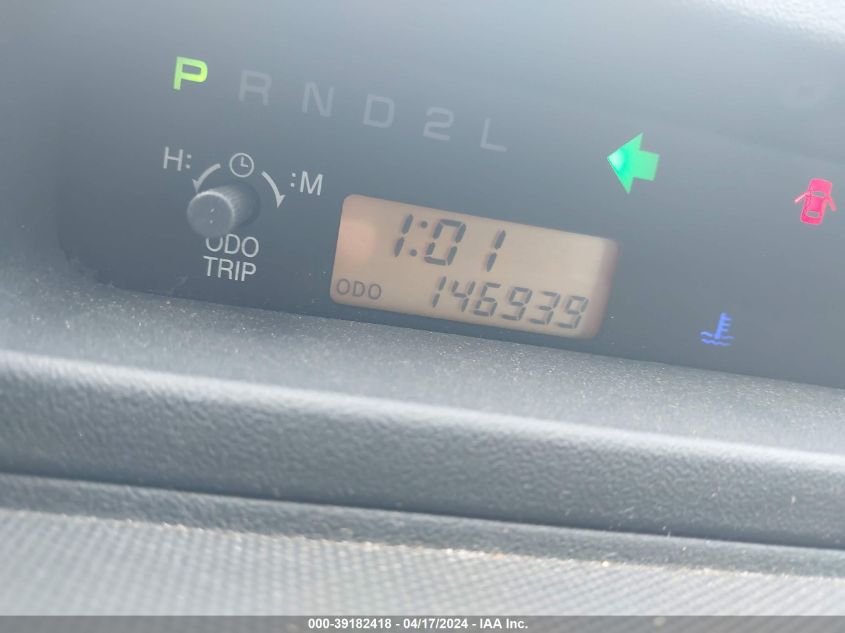 P R N D 2 L
H: :M
ODO
TRIP
1:01
ODO 146939
000-39182418 - 04/17/2024 - IAA Inc.